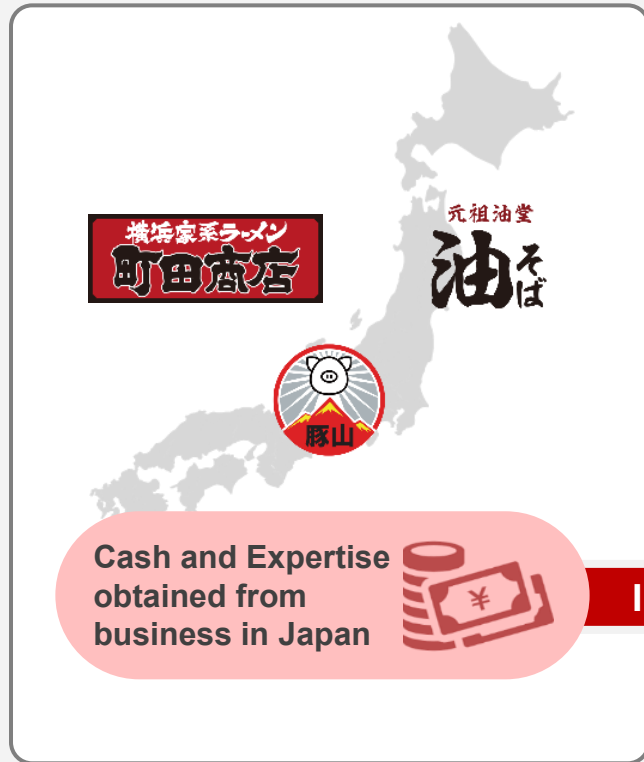 横浜家系ラーメン
町田商店
元祖油堂
油そば
豚山
Cash and Expertise
obtained from
business in Japan
¥
I